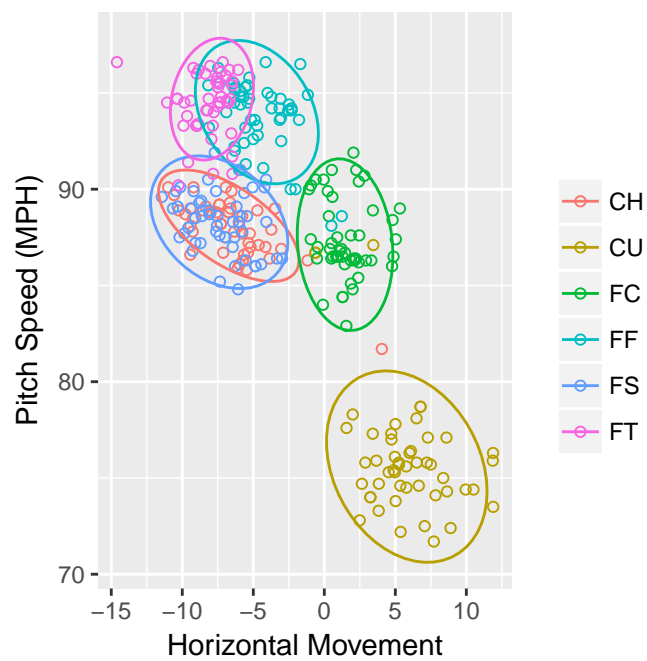 Pitch Speed (MPH)
90
80
70
−15 −10 −5 0 5 10
Horizontal Movement
CH
CU
FC
FF
FS
FT